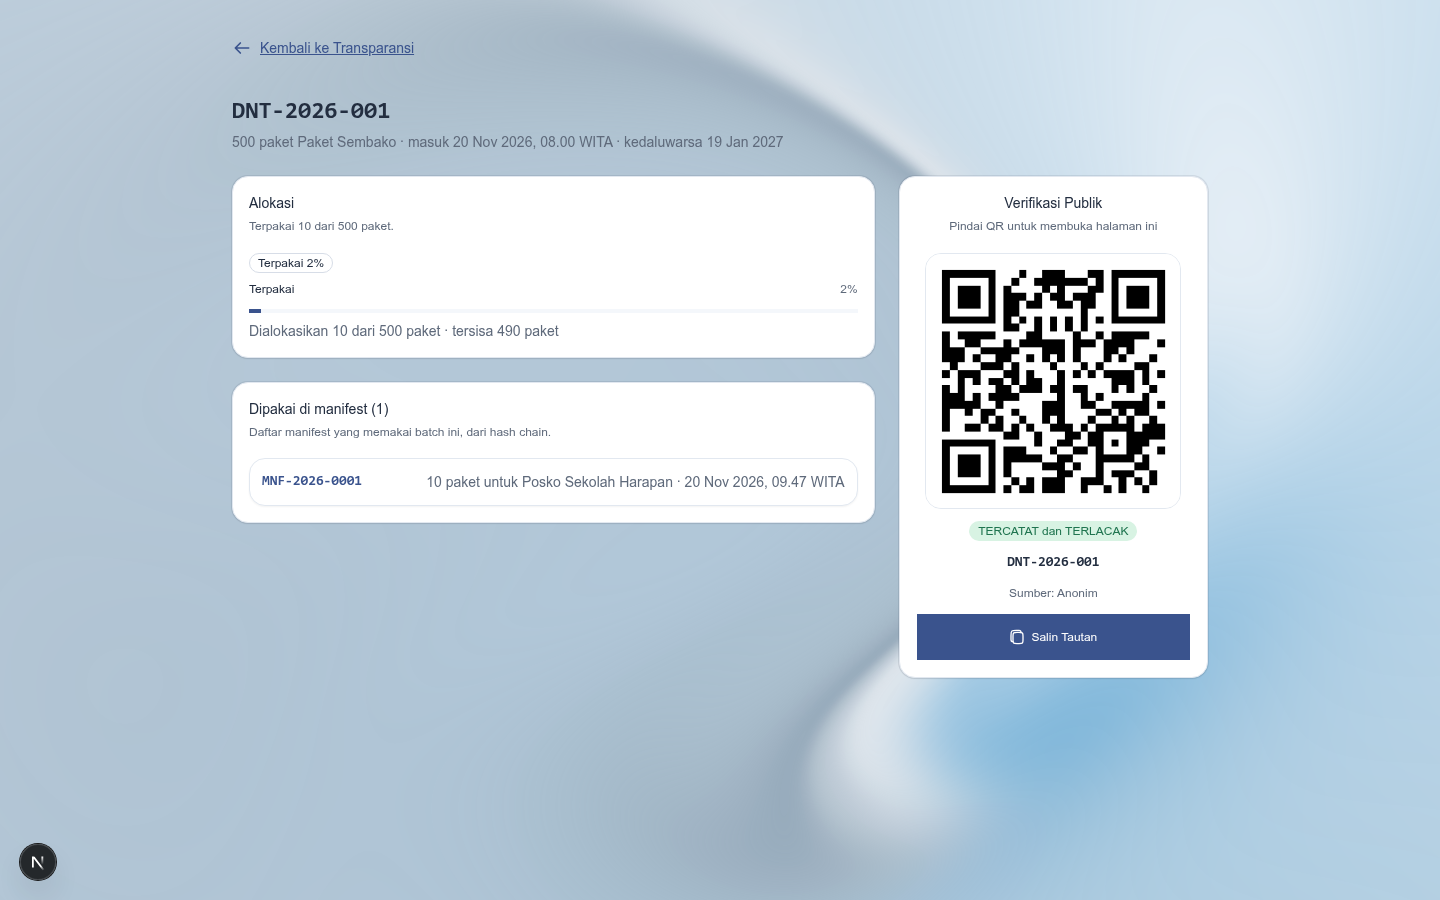 Kembali ke Transparansi
DNT-2026-001
500 paket Paket Sembako · masuk 20 Nov 2026, 08.00 WITA · kedaluwarsa 19 Jan 2027
Alokasi
Terpakai 10 dari 500 paket.
Terpakai 2%
Terpakai 2%
Dialokasikan 10 dari 500 paket · tersisa 490 paket
Dipakai di manifest (1)
Daftar manifest yang memakai batch ini, dari hash chain.
MNF-2026-0001 10 paket untuk Posko Sekolah Harapan · 20 Nov 2026, 09.47 WITA
Verifikasi Publik
Pindai QR untuk membuka halaman ini
TERCATAT dan TERLACAK
DNT-2026-001
Sumber: Anonim
Salin Tautan
N